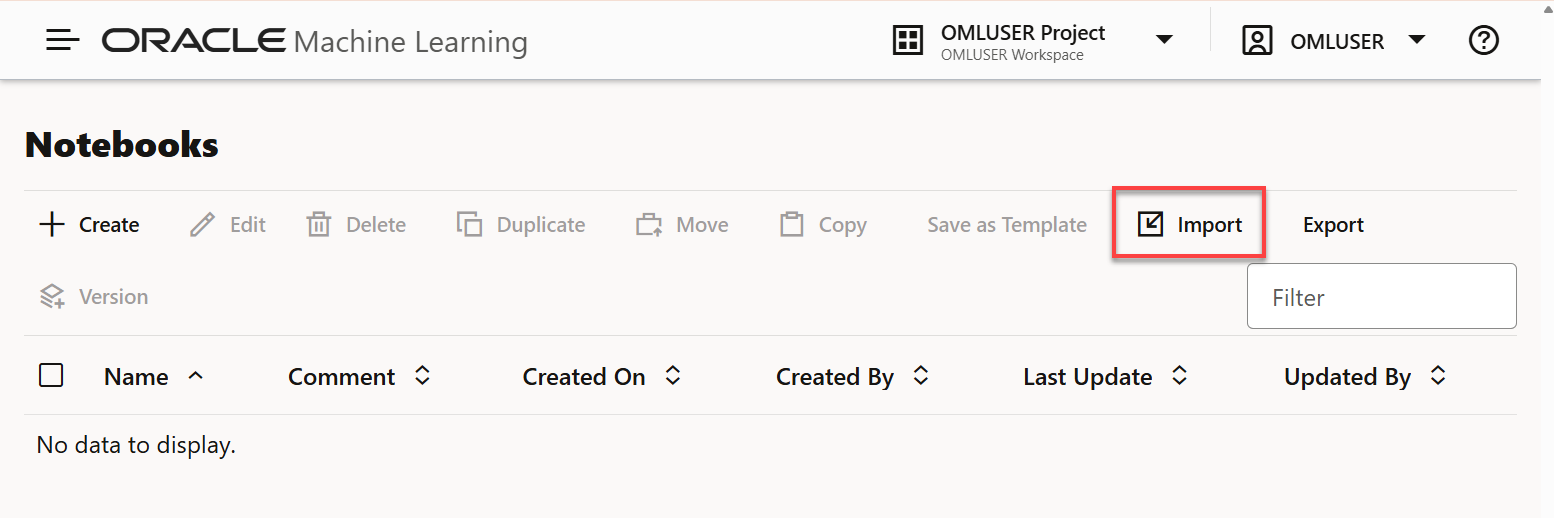 ORACLE Machine Learning
OMLUSER Project
OMLUSER Workspace
OMLUSER
?
Notebooks
Create Edit Delete Duplicate Move Copy Save as Template Import Export
Version
Filter
Name Comment Created On Created By Last Update Updated By
No data to display.